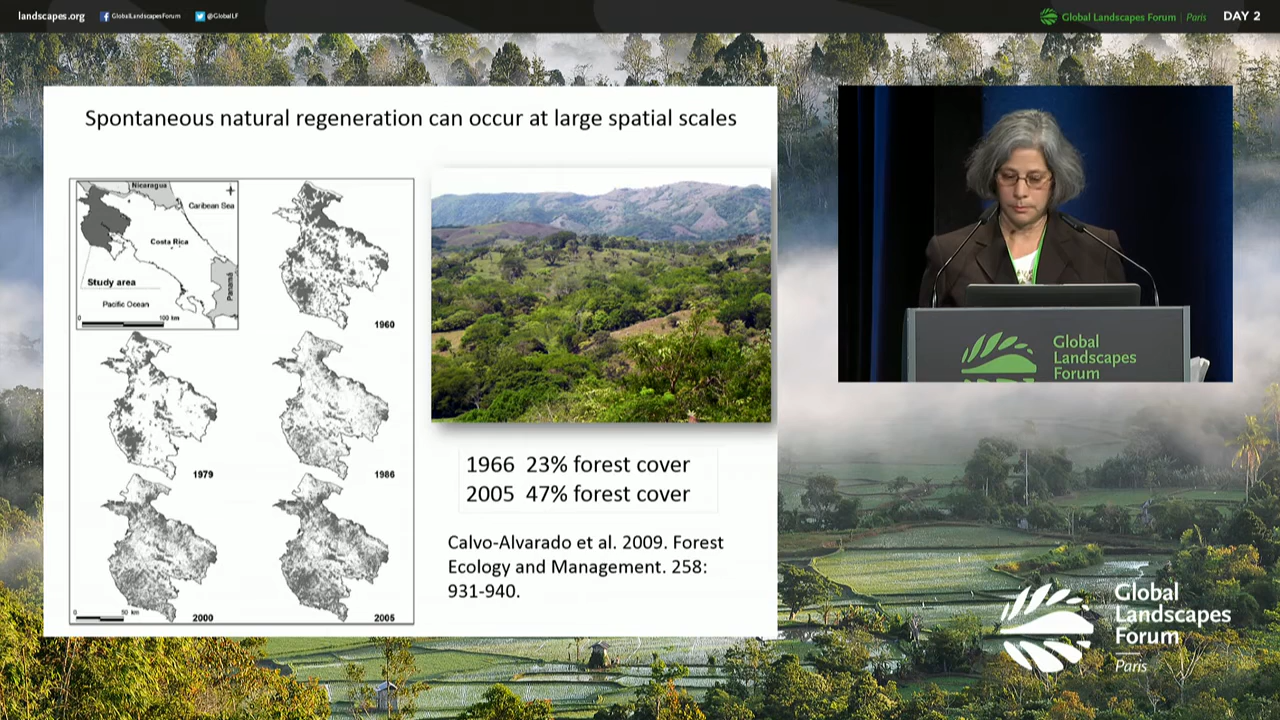 landscapes.org
GlobalLandscapesForum
@GlobalLF
Global Landscapes Forum | Paris
DAY 2
Spontaneous natural regeneration can occur at large spatial scales
Nicaragua
Caribean Sea
Costa Rica
Study area
Panamá
Pacific Ocean
0 100 km
1960
1979
1986
0 50 km
2000
2005
1966 23% forest cover
2005 47% forest cover
Calvo-Alvarado et al. 2009. Forest
Ecology and Management. 258:
931-940.
Global
Landscapes
Forum
Global
Landscapes
Forum
Paris